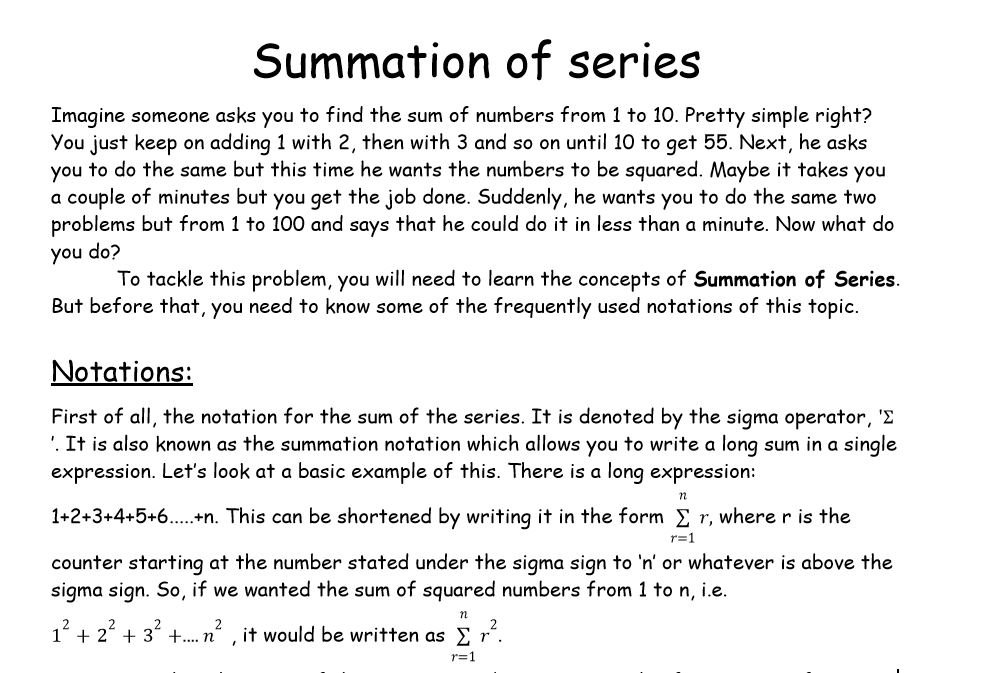 Summation of series
Imagine someone asks you to find the sum of numbers from 1 to 10. Pretty simple right?
You just keep on adding 1 with 2, then with 3 and so on until 10 to get 55. Next, he asks
you to do the same but this time he wants the numbers to be squared. Maybe it takes you
a couple of minutes but you get the job done. Suddenly, he wants you to do the same two
problems but from 1 to 100 and says that he could do it in less than a minute. Now what do
you do?
To tackle this problem, you will need to learn the concepts of Summation of Series.
But before that, you need to know some of the frequently used notations of this topic.
Notations:
First of all, the notation for the sum of the series. It is denoted by the sigma operator, 'Σ
'. It is also known as the summation notation which allows you to write a long sum in a single
expression. Let's look at a basic example of this. There is a long expression:
1+2+3+4+5+6.....+n. This can be shortened by writing it in the form \sum_{r=1}^{n} r, where r is the
counter starting at the number stated under the sigma sign to 'n' or whatever is above the
sigma sign. So, if we wanted the sum of squared numbers from 1 to n, i.e.
1² + 2² + 3² +.... n² , it would be written as \sum_{r=1}^{n} r².